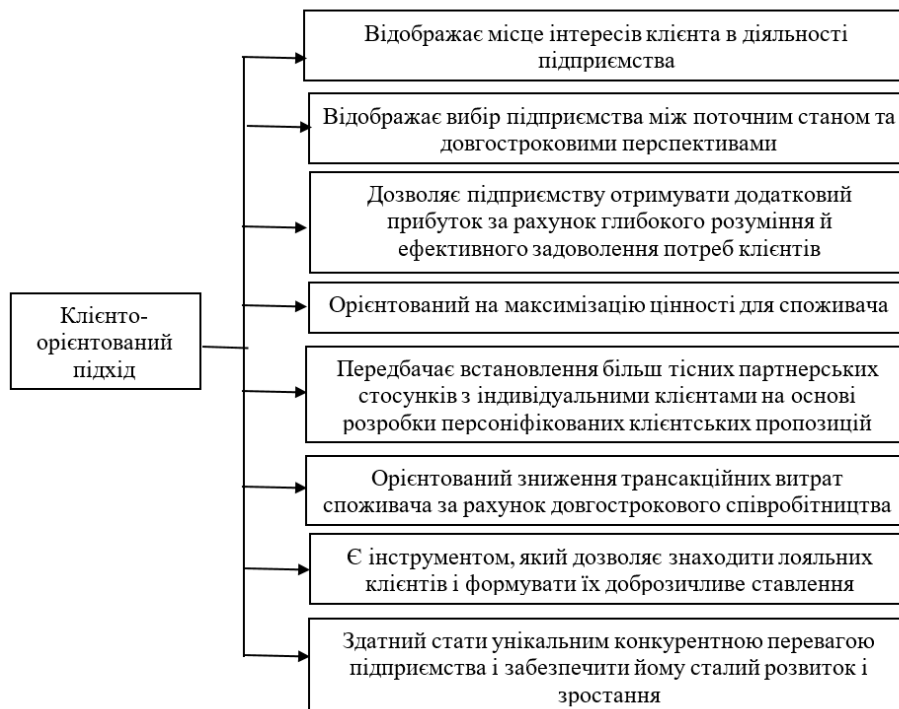 Відображає місце інтересів клієнта в діяльності
підприємства
Відображає вибір підприємства між поточним станом та
довгостроковими перспективами
Дозволяє підприємству отримувати додатковий
прибуток за рахунок глибокого розуміння й
ефективного задоволення потреб клієнтів
Орієнтований на максимізацію цінності для споживача
Клієнто-
орієнтований
підхід
Передбачає встановлення більш тісних партнерських
стосунків з індивідуальними клієнтами на основі
розробки персоніфікованих клієнтських пропозицій
Орієнтований зниження трансакційних витрат
споживача за рахунок довгострокового співробітництва
Є інструментом, який дозволяє знаходити лояльних
клієнтів і формувати їх доброзичливе ставлення
Здатний стати унікальним конкурентною перевагою
підприємства і забезпечити йому сталий розвиток і
зростання